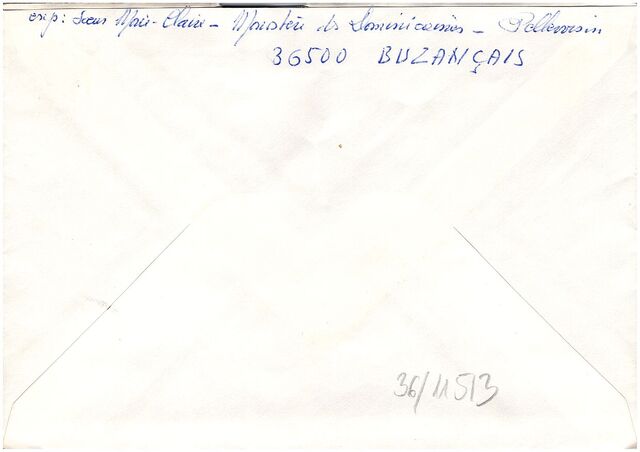 exp: Soeur Marie-Claire - Monastère des Dominicaines - Pellevoisin
36500 BUZANÇAIS
36/11513